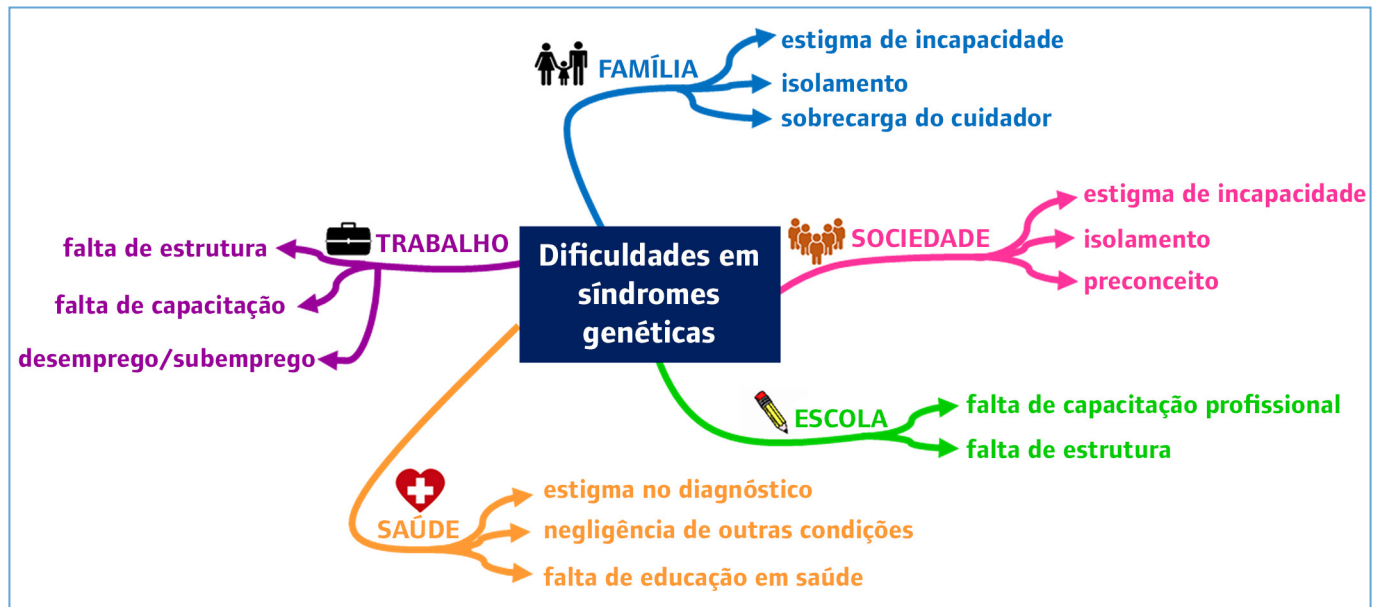 Dificuldades em
síndromes
genéticas
FAMÍLIA
estigma de incapacidade
isolamento
sobrecarga do cuidador
SOCIEDADE
estigma de incapacidade
isolamento
preconceito
ESCOLA
falta de capacitação profissional
falta de estrutura
SAÚDE
estigma no diagnóstico
negligência de outras condições
falta de educação em saúde
TRABALHO
falta de estrutura
falta de capacitação
desemprego/subemprego